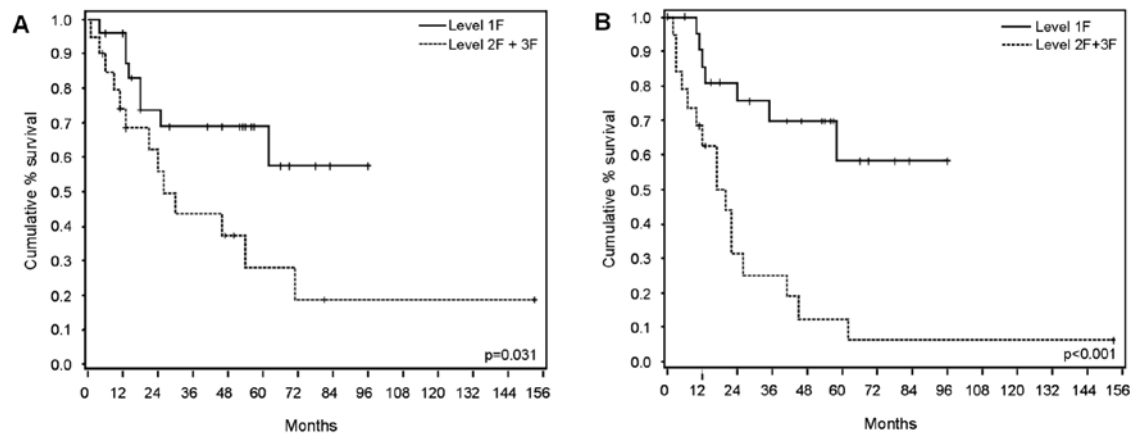 A
Cumulative % survival
1.0
0.9
0.8
0.7
0.6
0.5
0.4
0.3
0.2
0.1
0.0
Level 1F
Level 2F + 3F
p=0.031
0 12 24 36 48 60 72 84 96 108 120 132 144 156
Months
B
Cumulative % survival
1.0
0.9
0.8
0.7
0.6
0.5
0.4
0.3
0.2
0.1
0.0
Level 1F
Level 2F+3F
p<0.001
0 12 24 36 48 60 72 84 96 108 120 132 144 156
Months